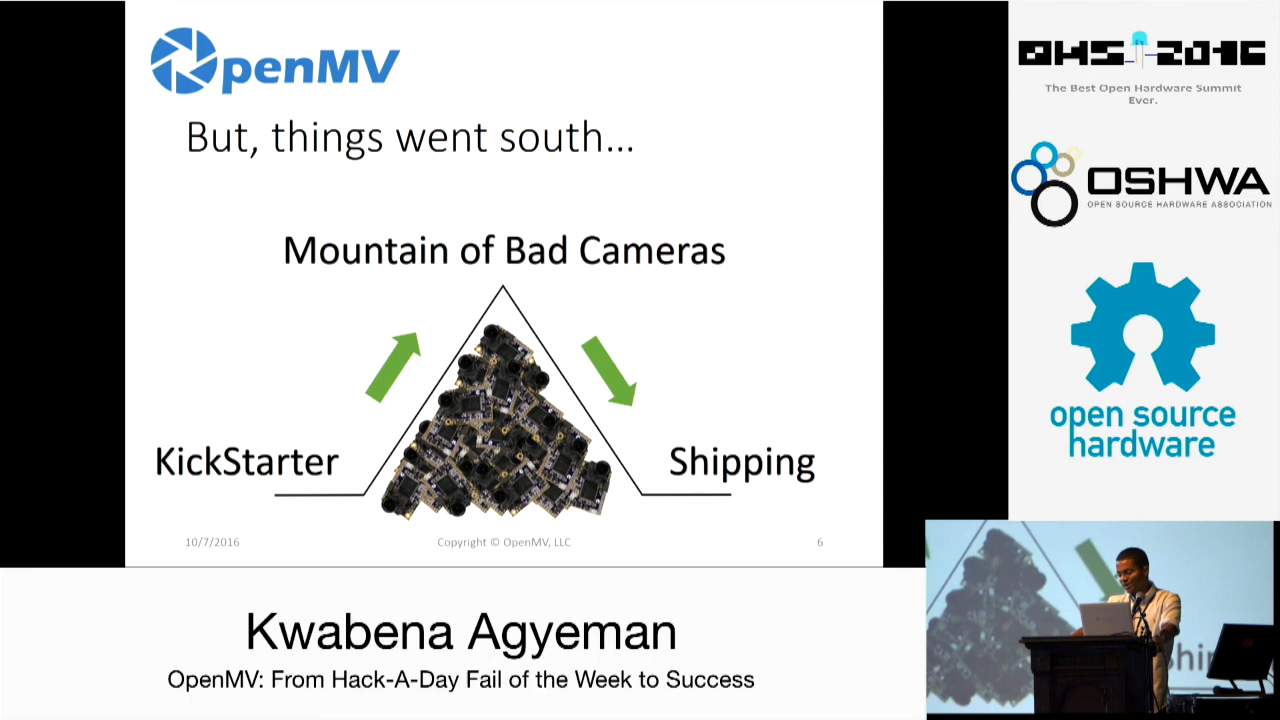 OpenMV
But, things went south...
Mountain of Bad Cameras
KickStarter
Shipping
10/7/2016
Copyright © OpenMV, LLC
6
OHS 2016
The Best Open Hardware Summit
Ever.
OSHWA
OPEN SOURCE HARDWARE ASSOCIATION
open source
hardware
Kwabena Agyeman
OpenMV: From Hack-A-Day Fail of the Week to Success